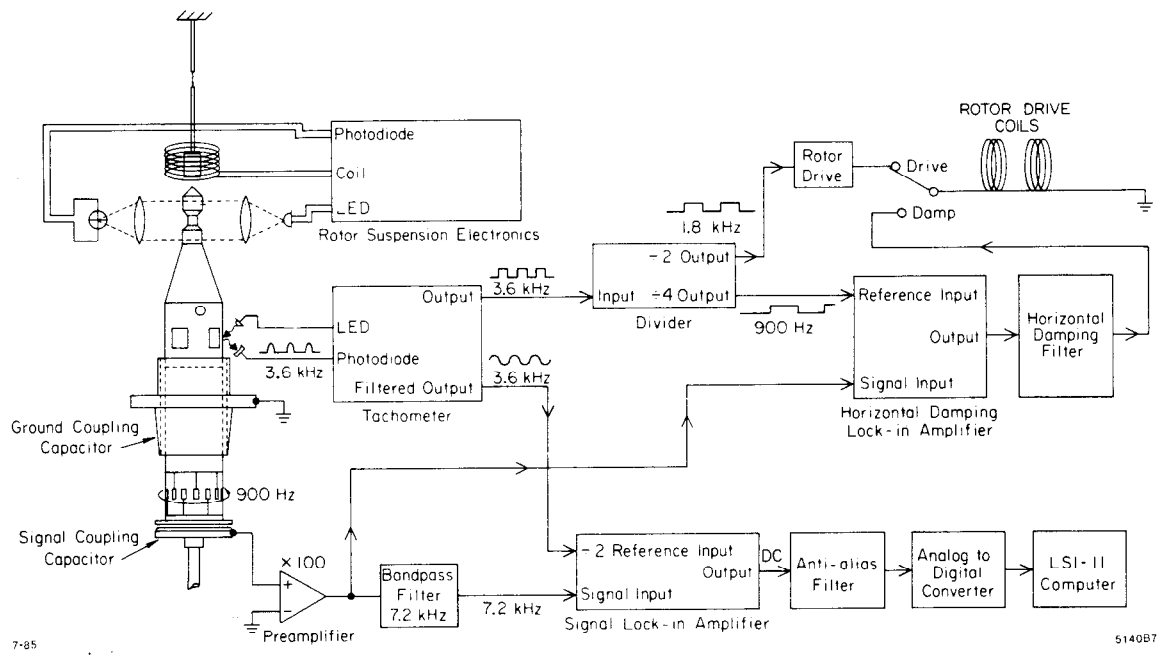 ROTOR DRIVE
COILS
Photodiode
Coil
LED
Rotor Suspension Electronics
Rotor
Drive
Drive
Damp
1.8 kHz
÷2 Output
Input
÷4 Output
Divider
3.6 kHz
900 Hz
Output
LED
Photodiode
Filtered Output
Tachometer
3.6 kHz
3.6 kHz
Reference Input
Output
Signal Input
Horizontal Damping
Lock-in Amplifier
Horizontal
Damping
Filter
Ground Coupling
Capacitor
900 Hz
Signal Coupling
Capacitor
×100
+
−
Preamplifier
Bandpass
Filter
7.2 kHz
7.2 kHz
−2 Reference Input
Output
Signal Input
Signal Lock-in Amplifier
DC
Anti-alias
Filter
Analog to
Digital
Converter
LSI-11
Computer
7-85
5140B7